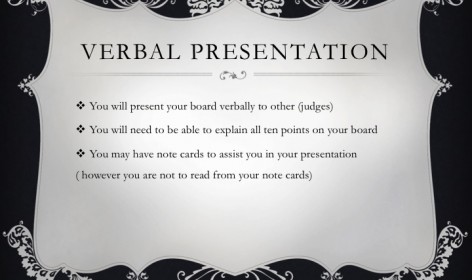 VERBAL PRESENTATION
❖ You will present your board verbally to other (judges)
❖ You will need to be able to explain all ten points on your board
❖ You may have note cards to assist you in your presentation
( however you are not to read from your note cards)